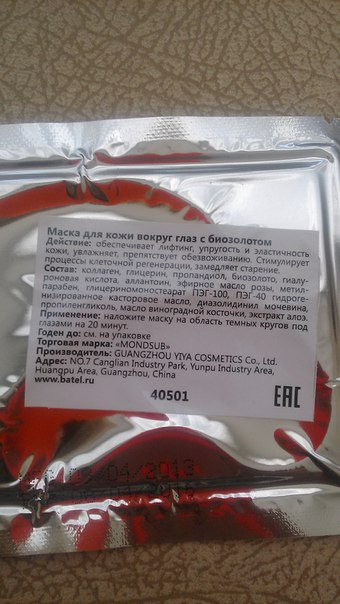 Маска для кожи вокруг глаз с биозолотом
Действие: обеспечивает лифтинг, упругость и эластичность
кожи, увлажняет, препятствует обезвоживанию. Стимулирует
процессы клеточной регенерации, замедляет старение.
Состав: коллаген, глицерин, пропандиол, биозолото, гиалу-
роновая кислота, аллантоин, эфирное масло розы, метил-
парабен, глицериномоностеарат ПЭГ-100, ПЭГ-40 гидроге-
низированное касторовое масло, диазолидинил мочевина,
пропиленгликоль, масло виноградной косточки, экстракт алоэ.
Применение: наложите маску на область темных кругов под
глазами на 20 минут.
Годен до: см. на упаковке
Торговая марка: «MONDSUB»
Производитель: GUANGZHOU YIYA COSMETICS Co., Ltd.
Адрес: NO.7 Canglian Industry Park, Yunpu Industry Area,
Huangpu Area, Guangzhou, China
www.batel.ru
40501
EAC